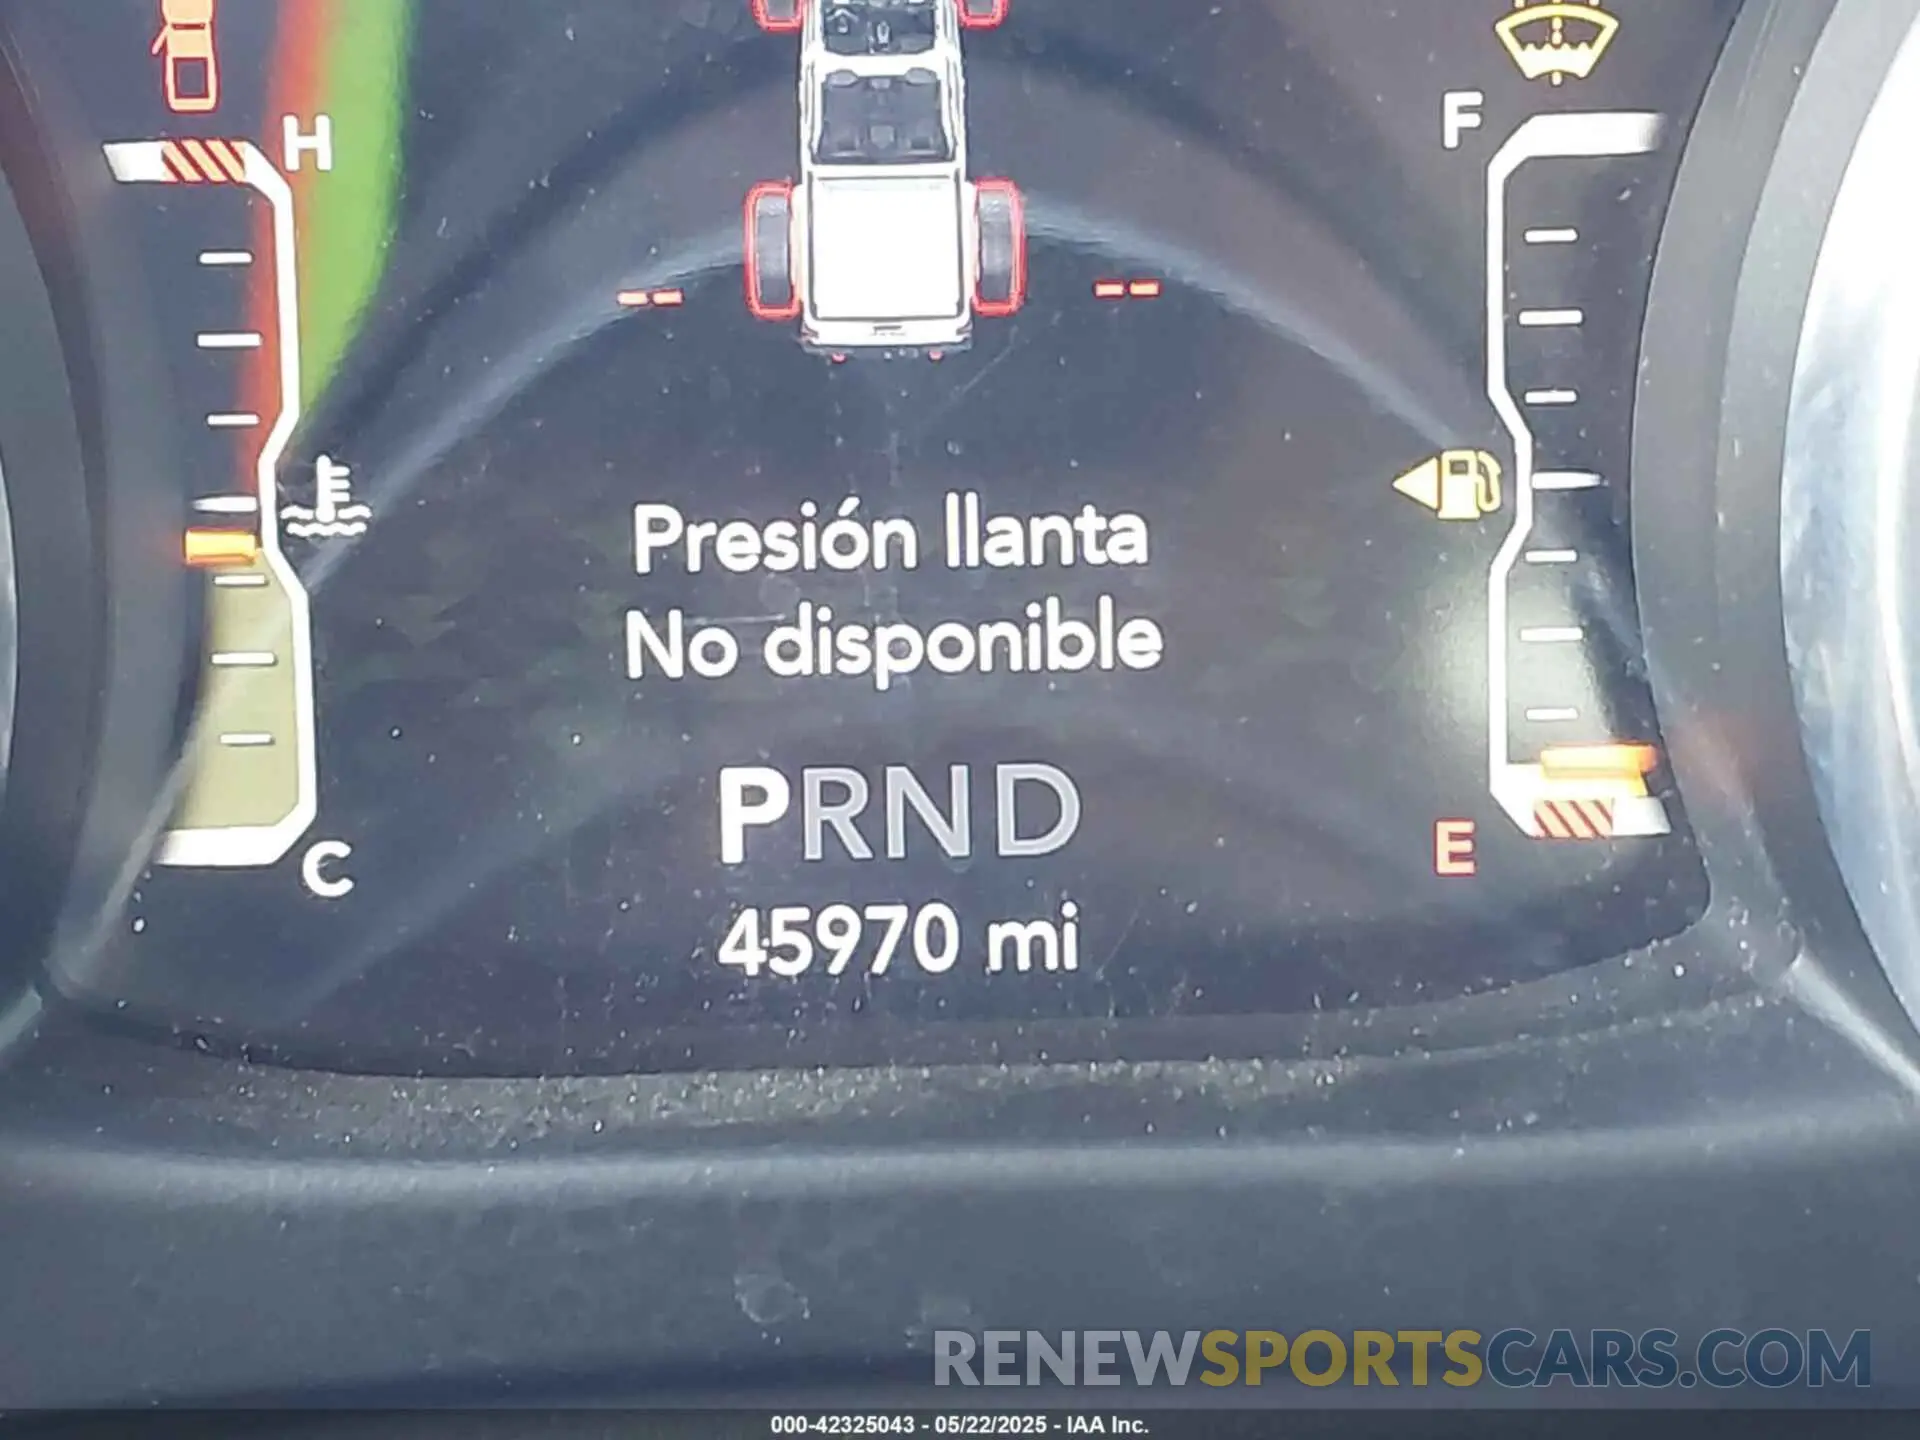 H
F
-- --
Presión llanta
No disponible
PRND
E
C
45970 mi
RENEWSPORTSCARS.COM
000-42325043 - 05/22/2025 - IAA Inc.